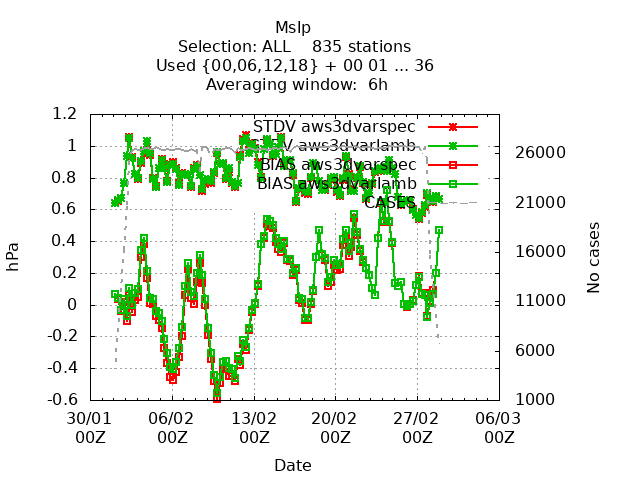 Mslp
Selection: ALL    835 stations
Used {00,06,12,18} + 00 01 ... 36
Averaging window:  6h
1.2
1
0.8
0.6
0.4
0.2
0
-0.2
-0.4
-0.6
hPa
STDV aws3dvarspec
STDV aws3dvarlamb
BIAS aws3dvarspec
BIAS aws3dvarlamb
CASES
26000
21000
16000
11000
6000
1000
No cases
30/01 06/02 13/02 20/02 27/02 06/03
00Z 00Z 00Z 00Z 00Z 00Z
Date